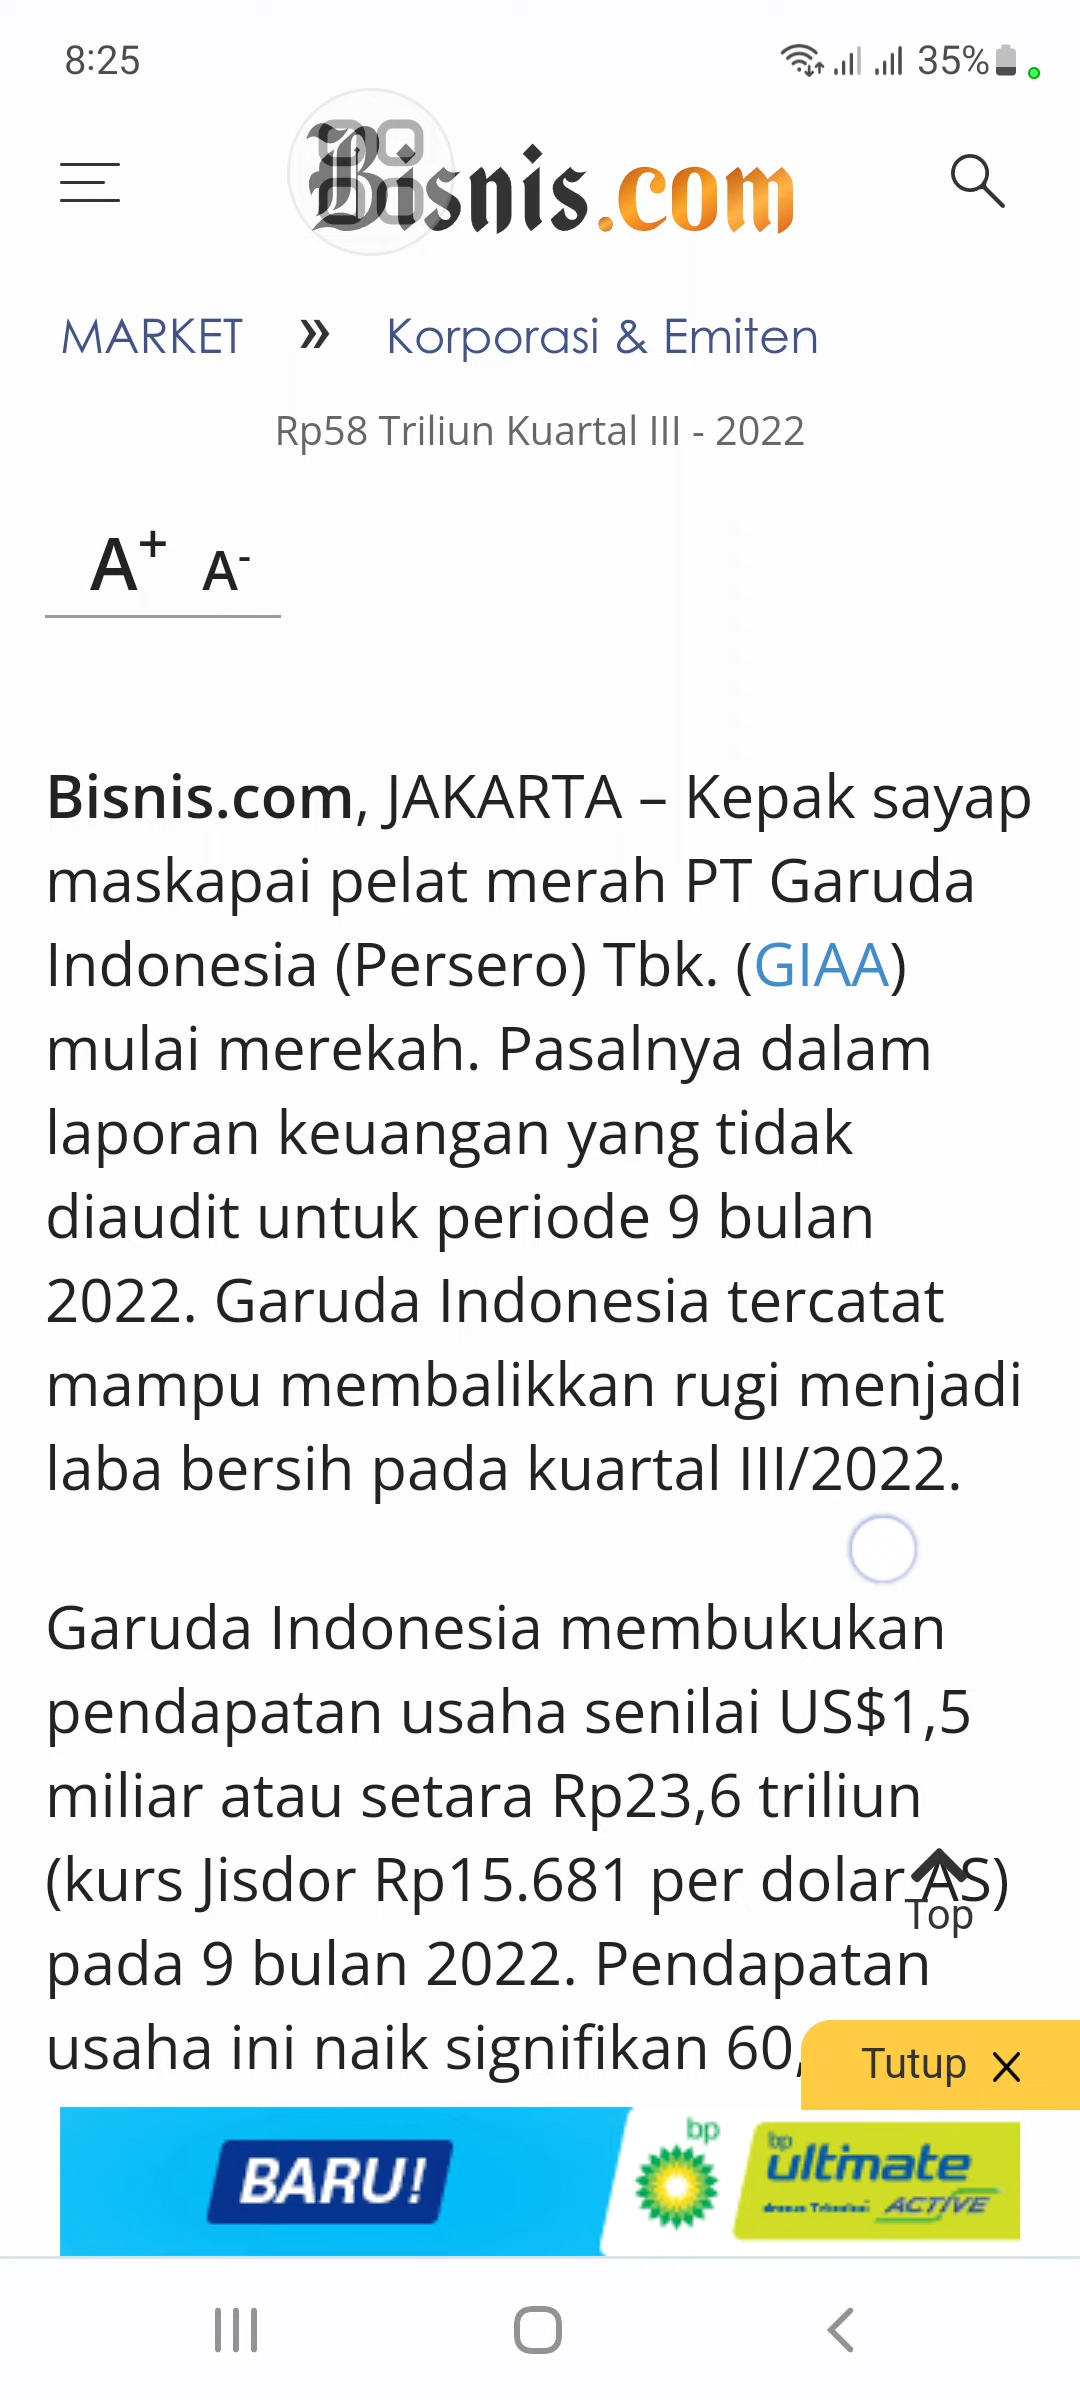 8:25
35%
Bisnis.com
MARKET » Korporasi & Emiten
Rp58 Triliun Kuartal III - 2022
A+ A-
Bisnis.com, JAKARTA – Kepak sayap
maskapai pelat merah PT Garuda
Indonesia (Persero) Tbk. (GIAA)
mulai merekah. Pasalnya dalam
laporan keuangan yang tidak
diaudit untuk periode 9 bulan
2022. Garuda Indonesia tercatat
mampu membalikkan rugi menjadi
laba bersih pada kuartal III/2022.
Garuda Indonesia membukukan
pendapatan usaha senilai US$1,5
miliar atau setara Rp23,6 triliun
(kurs Jisdor Rp15.681 per dolar AS)
Top
pada 9 bulan 2022. Pendapatan
usaha ini naik signifikan 60,
Tutup ×
BARU!
bp
bp
ultimate
ACTIVE